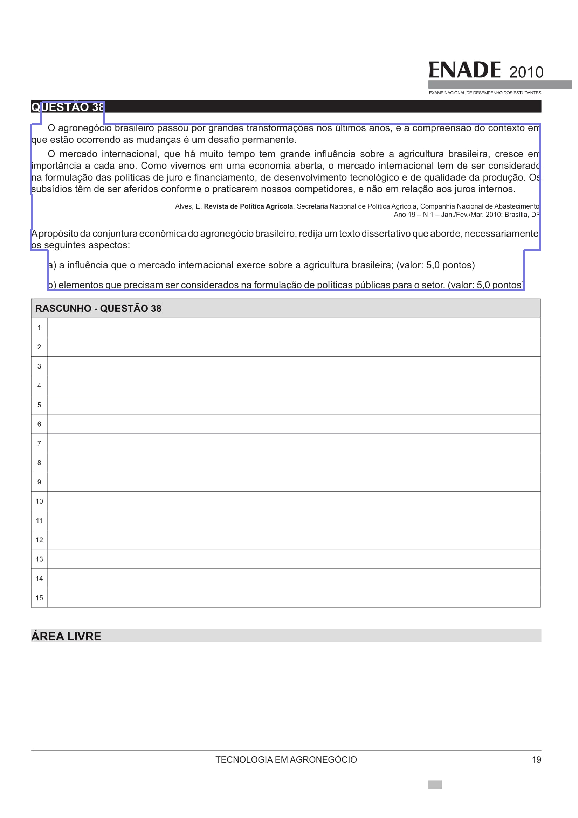 ENADE 2010
EXAME NACIONAL DE DESEMPENHO DOS ESTUDANTES
QUESTÃO 38
O agronegócio brasileiro passou por grandes transformações nos últimos anos, e a compreensão do contexto em
que estão ocorrendo as mudanças é um desafio permanente.
O mercado internacional, que há muito tempo tem grande influência sobre a agricultura brasileira, cresce em
importância a cada ano. Como vivemos em uma economia aberta, o mercado internacional tem de ser considerado
na formulação das políticas de juro e financiamento, de desenvolvimento tecnológico e de qualidade da produção. Os
subsídios têm de ser aferidos conforme o praticarem nossos competidores, e não em relação aos juros internos.
Alves, E. Revista de Política Agrícola, Secretaria Nacional de Política Agrícola, Companhia Nacional de Abastecimento
Ano 19 – N 1 – Jan./Fev./Mar. 2010: Brasília, DF
A propósito da conjuntura econômica do agronegócio brasileiro, redija um texto dissertativo que aborde, necessariamente,
os seguintes aspectos:
a) a influência que o mercado internacional exerce sobre a agricultura brasileira; (valor: 5,0 pontos)
b) elementos que precisam ser considerados na formulação de políticas públicas para o setor. (valor: 5,0 pontos)
RASCUNHO - QUESTÃO 38
1
2
3
4
5
6
7
8
9
10
11
12
13
14
15
ÁREA LIVRE
TECNOLOGIA EM AGRONEGÓCIO
19